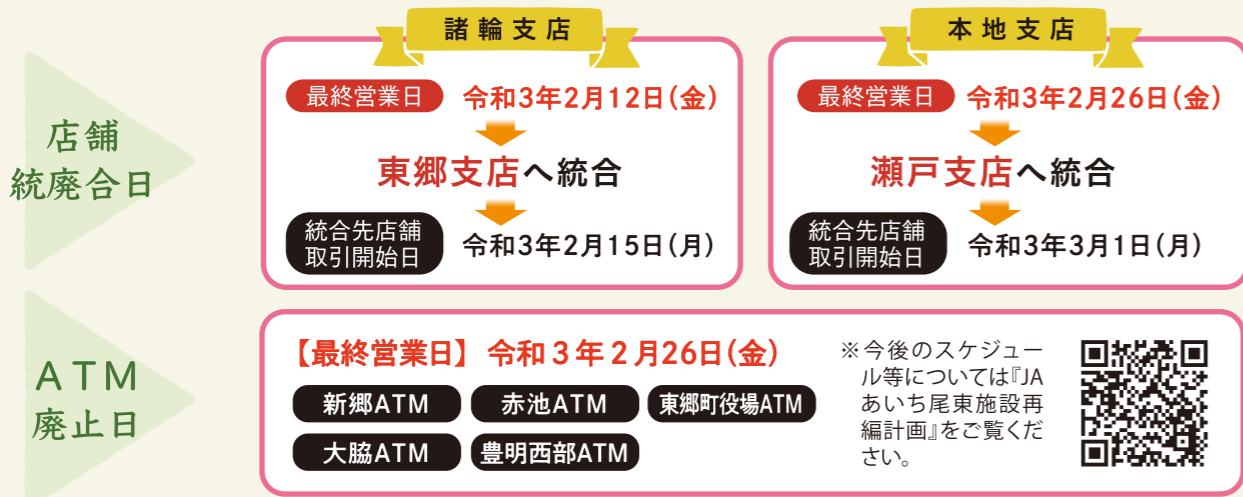 店舗
統廃合日
諸輪支店
最終営業日 令和3年2月12日(金)
東郷支店へ統合
統合先店舗
取引開始日
令和3年2月15日(月)
本地支店
最終営業日 令和3年2月26日(金)
瀬戸支店へ統合
統合先店舗
取引開始日
令和3年3月1日(月)
ATM
廃止日
【最終営業日】令和3年2月26日(金)
新郷ATM 赤池ATM 東郷町役場ATM
大脇ATM 豊明西部ATM
※今後のスケジュー
ル等については『JA
あいち尾東施設再
編計画』をご覧くだ
さい。